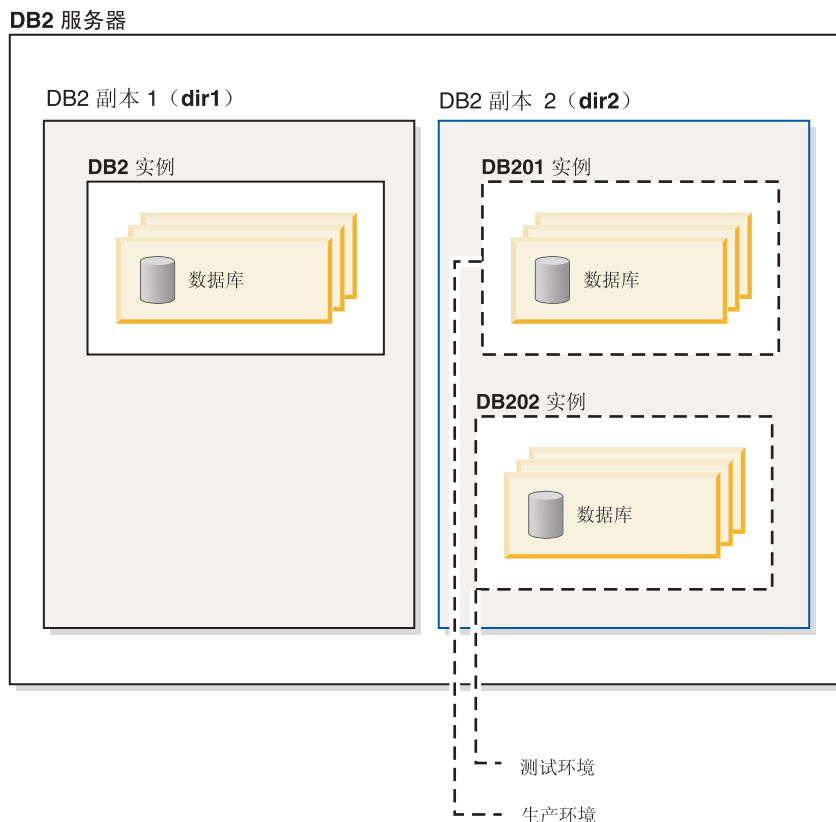 DB2 服务器
DB2 副本 1（dir1）
DB2 副本 2（dir2）
DB2 实例
数据库
DB201 实例
数据库
DB202 实例
数据库
测试环境
生产环境